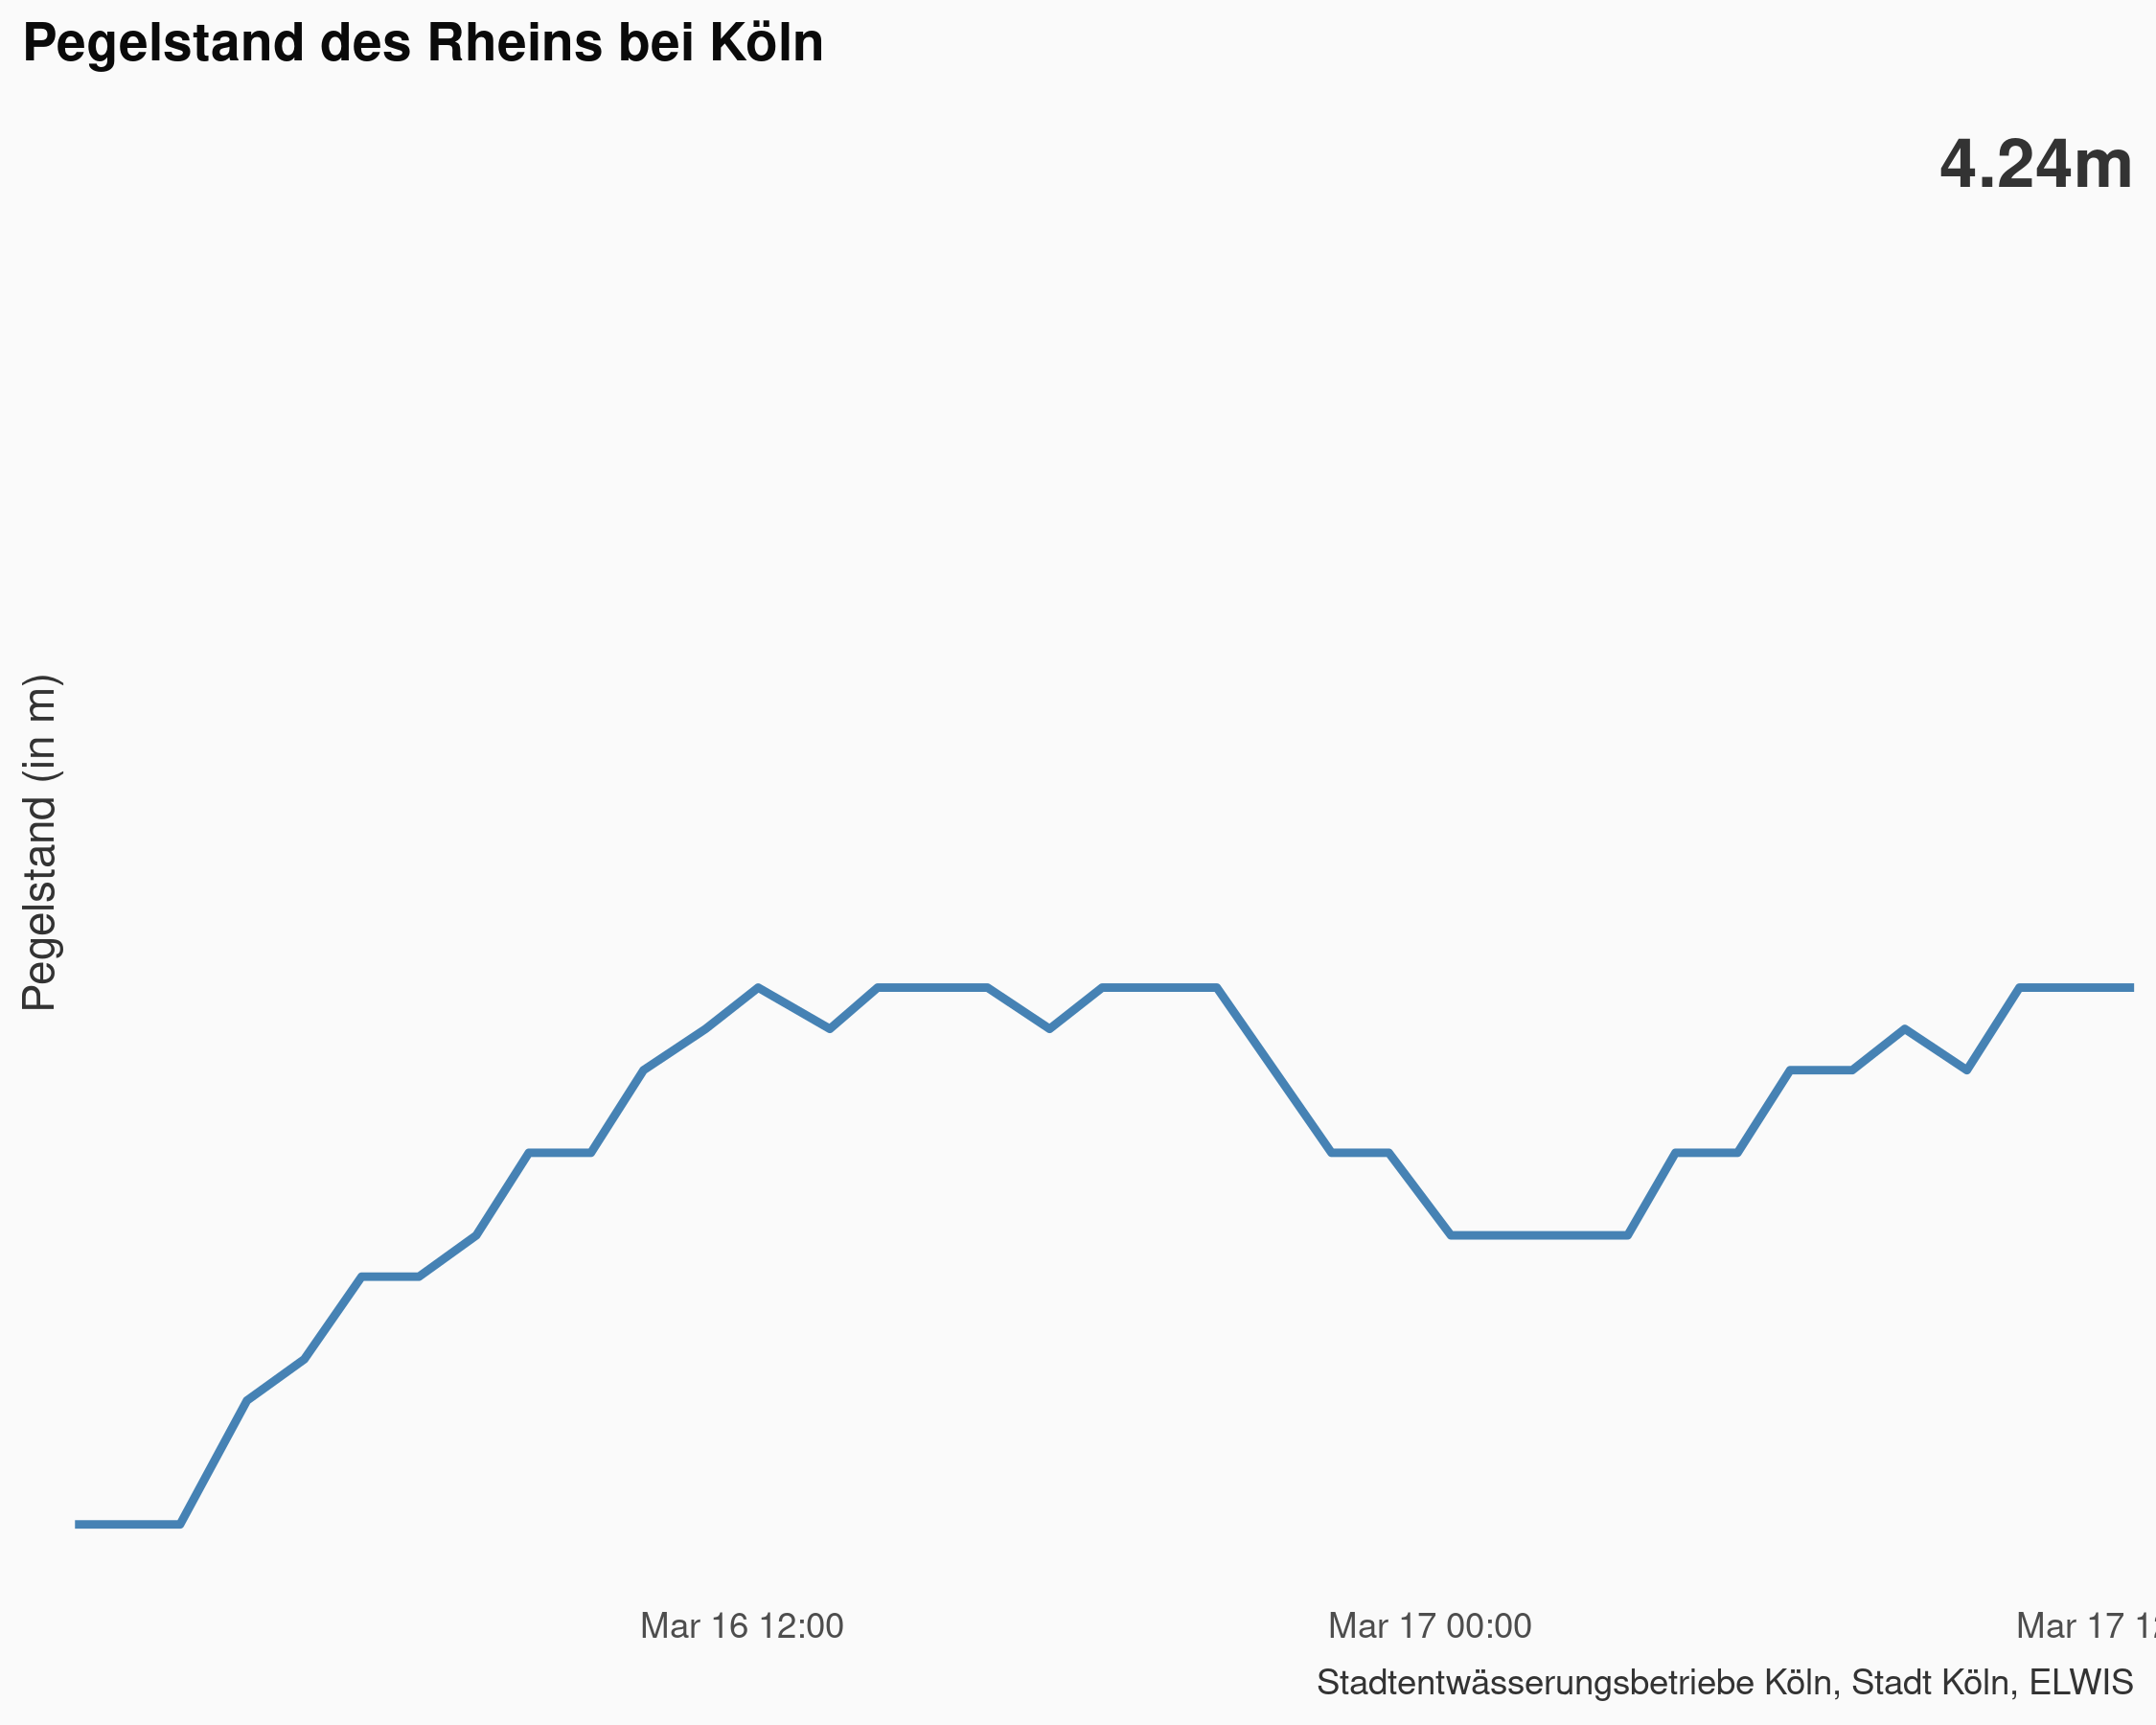 Pegelstand des Rheins bei Köln
4.24m
Pegelstand (in m)
Mar 16 12:00
Mar 17 00:00
Mar 17 1
Stadtentwässerungsbetriebe Köln, Stadt Köln, ELWIS